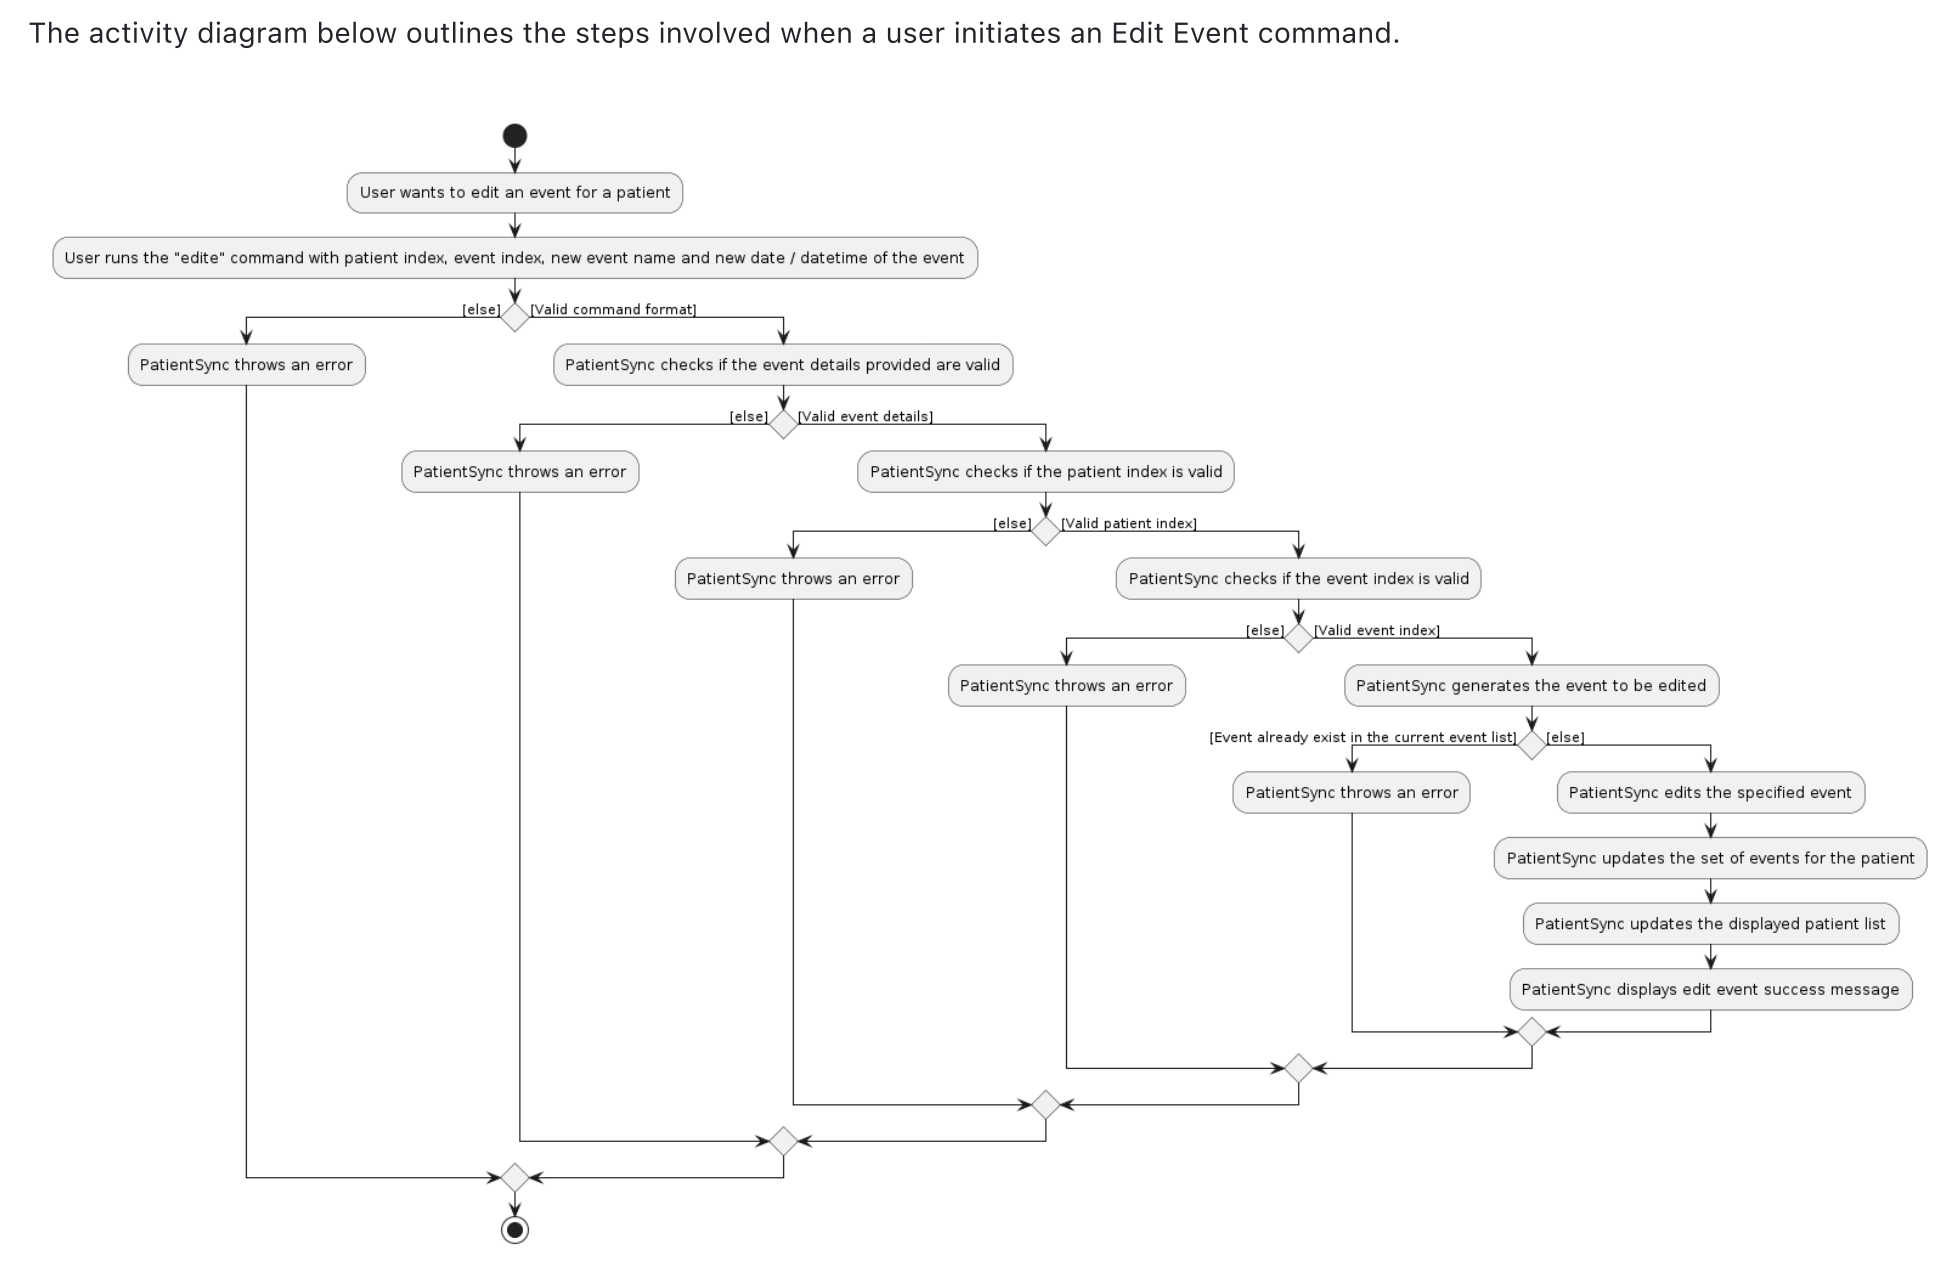 The activity diagram below outlines the steps involved when a user initiates an Edit Event command.
User wants to edit an event for a patient
User runs the "edite" command with patient index, event index, new event name and new date / datetime of the event
[else]
[Valid command format]
PatientSync throws an error
PatientSync checks if the event details provided are valid
[else]
[Valid event details]
PatientSync throws an error
PatientSync checks if the patient index is valid
[else]
[Valid patient index]
PatientSync throws an error
PatientSync checks if the event index is valid
[else]
[Valid event index]
PatientSync throws an error
PatientSync generates the event to be edited
[Event already exist in the current event list]
[else]
PatientSync throws an error
PatientSync edits the specified event
PatientSync updates the set of events for the patient
PatientSync updates the displayed patient list
PatientSync displays edit event success message